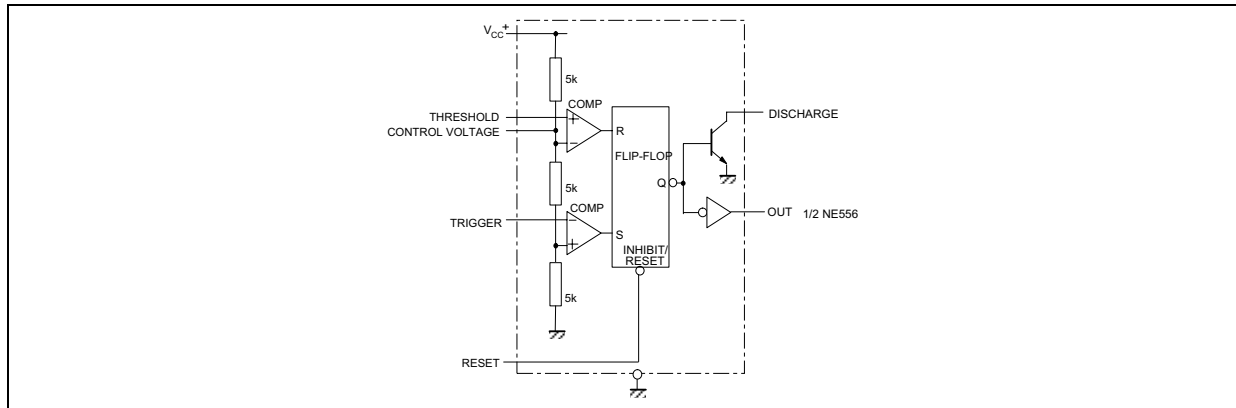 VCC+
5k
COMP
THRESHOLD
+
DISCHARGE
CONTROL VOLTAGE
R
−
FLIP-FLOP
5k
Q
COMP
OUT 1/2 NE556
TRIGGER
−
S
+
INHIBIT/
RESET
5k
RESET